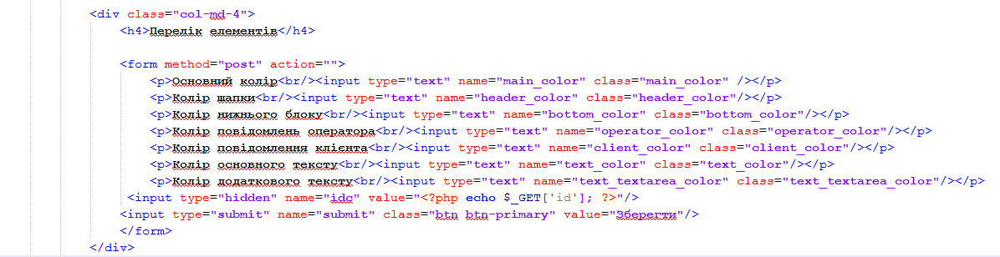 <div class="col-md-4">
<h4>Перелік елементів</h4>
<form method="post" action="">
<p>Основний колір<br/><input type="text" name="main_color" class="main_color" /></p>
<p>Колір шапки<br/><input type="text" name="header_color" class="header_color"/></p>
<p>Колір нижнього блоку<br/><input type="text" name="bottom_color" class="bottom_color"/></p>
<p>Колір повідомлень оператора<br/><input type="text" name="operator_color" class="operator_color"/></p>
<p>Колір повідомлення клієнта<br/><input type="text" name="client_color" class="client_color"/></p>
<p>Колір основного тексту<br/><input type="text" name="text_color" class="text_color"/></p>
<p>Колір додаткового тексту<br/><input type="text" name="text_textarea_color" class="text_textarea_color"/></p>
<input type="hidden" name="idc" value="<?php echo $_GET['id']; ?>"/>
<input type="submit" name="submit" class="btn btn-primary" value="Зберегти"/>
</form>
</div>